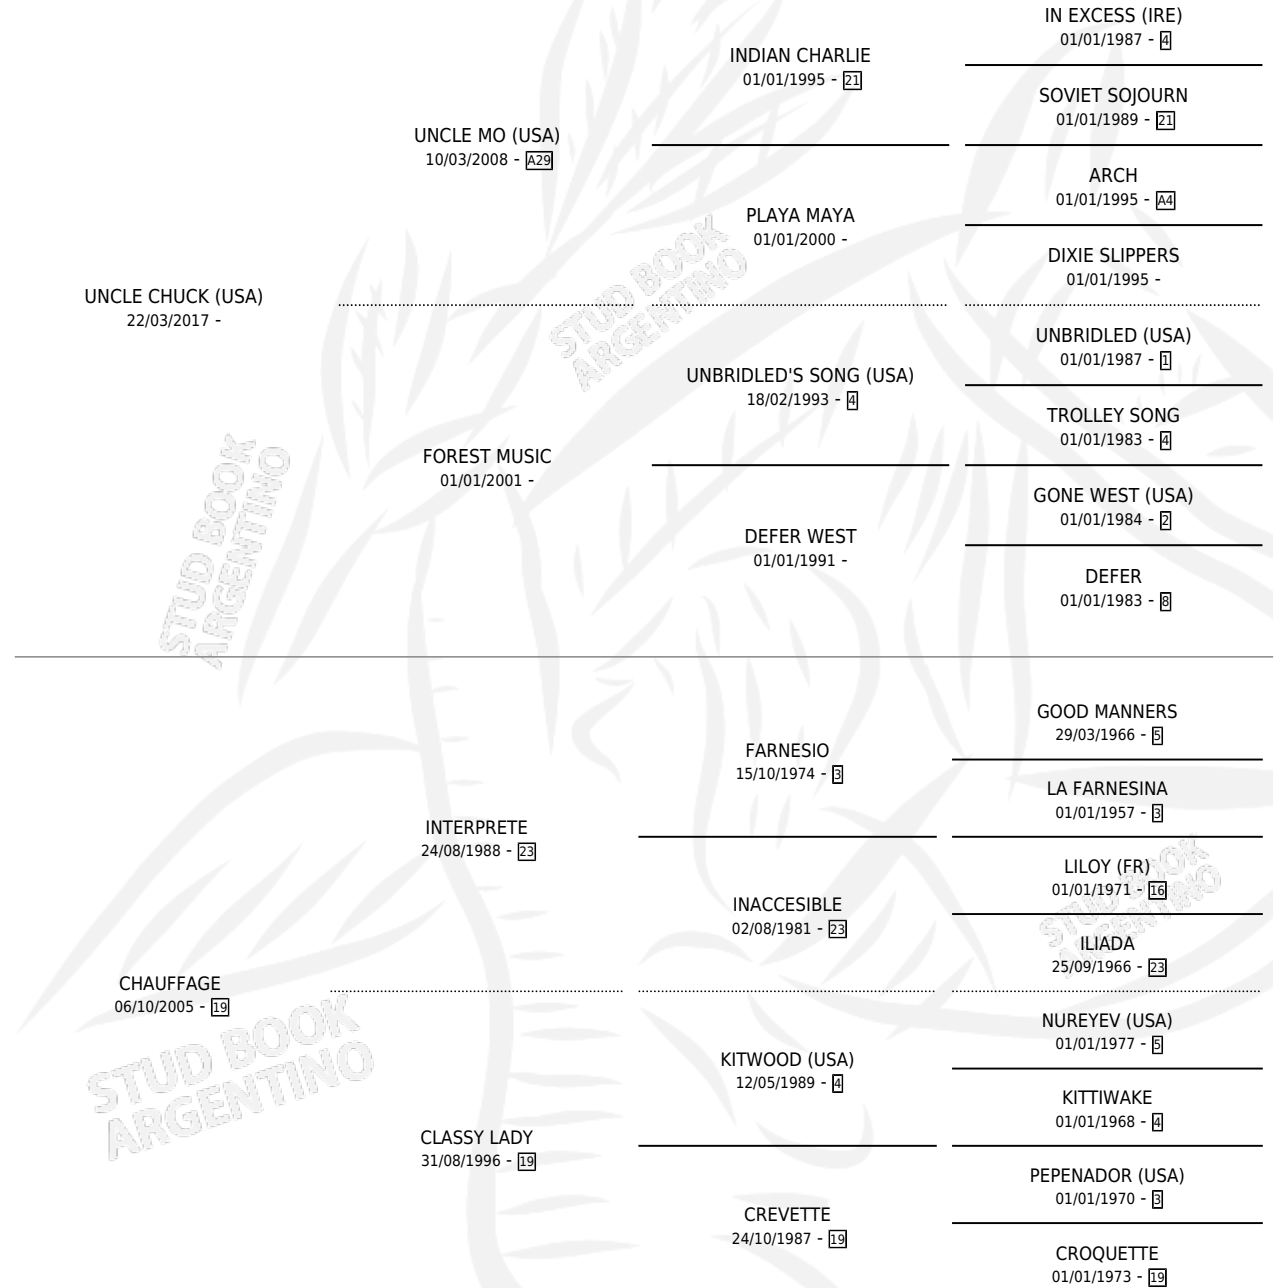 IN EXCESS (IRE)
01/01/1987 - 4
INDIAN CHARLIE
01/01/1995 - 21
SOVIET SOJOURN
01/01/1989 - 21
UNCLE MO (USA)
10/03/2008 - A29
ARCH
01/01/1995 - A4
PLAYA MAYA
01/01/2000 -
DIXIE SLIPPERS
01/01/1995 -
UNCLE CHUCK (USA)
22/03/2017 -
UNBRIDLED (USA)
01/01/1987 - 1
UNBRIDLED'S SONG (USA)
18/02/1993 - 4
TROLLEY SONG
01/01/1983 - 4
FOREST MUSIC
01/01/2001 -
GONE WEST (USA)
01/01/1984 - 2
DEFER WEST
01/01/1991 -
DEFER
01/01/1983 - 8
GOOD MANNERS
29/03/1966 - 5
FARNESIO
15/10/1974 - 3
LA FARNESINA
01/01/1957 - 3
INTERPRETE
24/08/1988 - 23
LILOY (FR)
01/01/1971 - 16
INACCESIBLE
02/08/1981 - 23
ILIADA
25/09/1966 - 23
CHAUFFAGE
06/10/2005 - 19
NUREYEV (USA)
01/01/1977 - 5
KITWOOD (USA)
12/05/1989 - 4
KITTIWAKE
01/01/1968 - 4
CLASSY LADY
31/08/1996 - 19
PEPENADOR (USA)
01/01/1970 - 3
CREVETTE
24/10/1987 - 19
CROQUETTE
01/01/1973 - 19
STUD BOOK
ARGENTINO
STUD BOOK
ARGENTINO
STUD BOOK
ARGENTINO
STUD BOOK
ARGENTINO